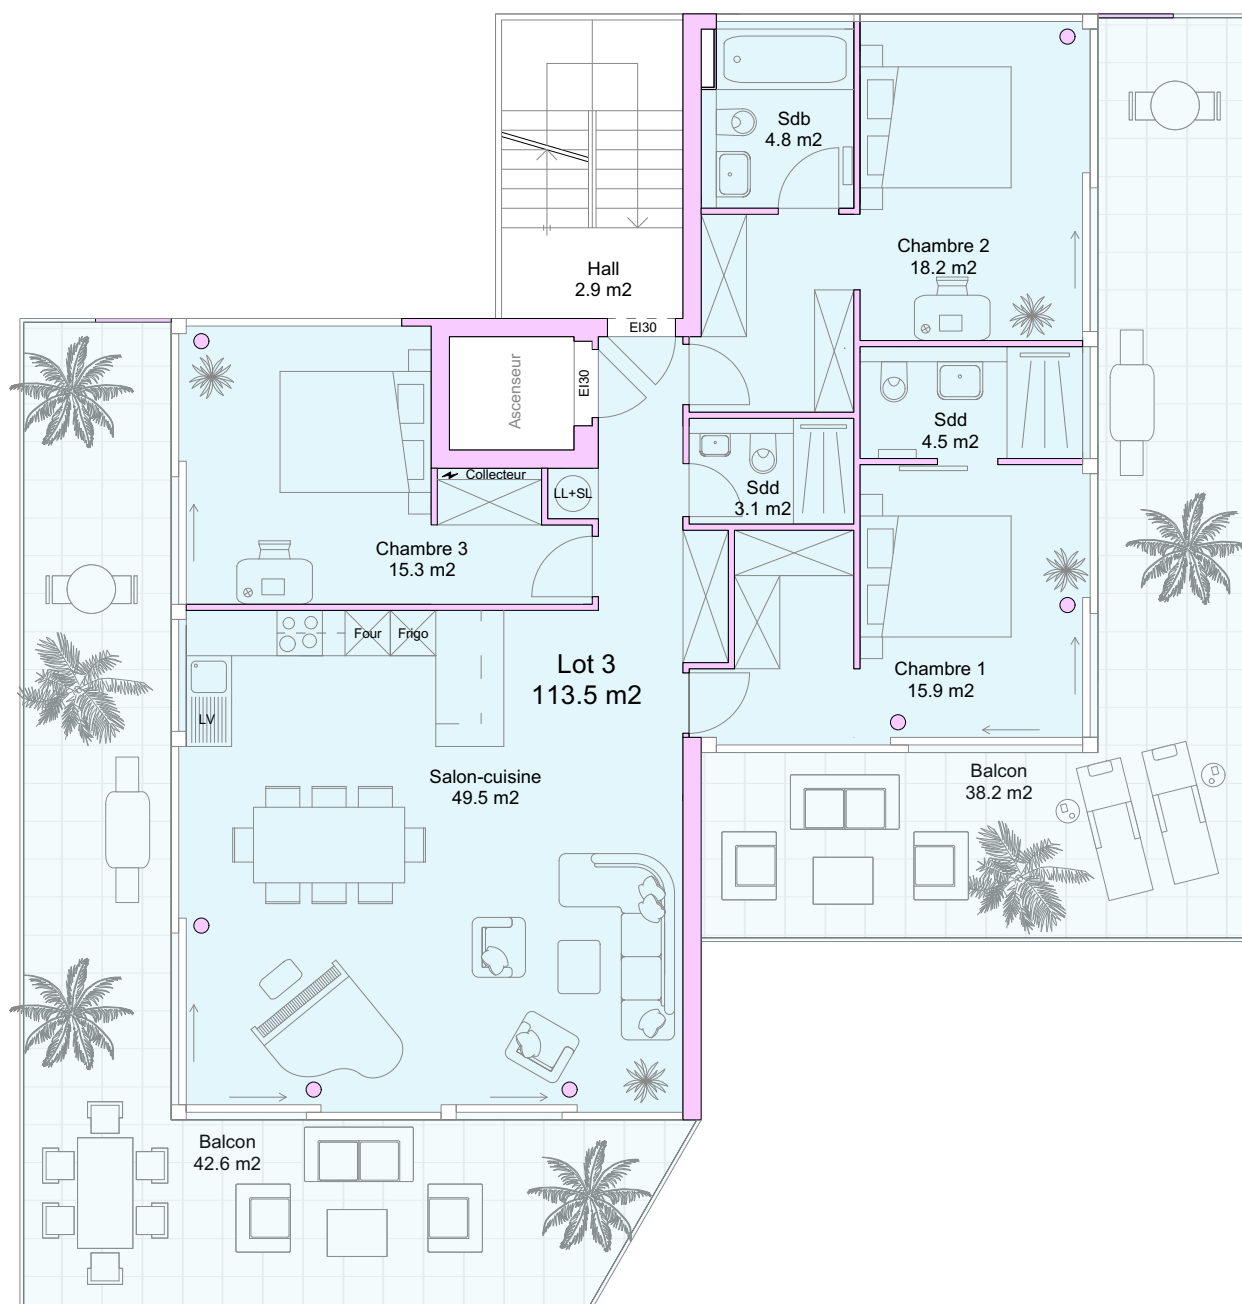 Sdb
4.8 m2
Chambre 2
18.2 m2
Hall
2.9 m2
EI30
Ascenseur
EI30
Sdd
4.5 m2
Collecteur
LL+SL
Sdd
3.1 m2
Chambre 3
15.3 m2
Four
Frigo
Lot 3
113.5 m2
Chambre 1
15.9 m2
LV
Salon-cuisine
49.5 m2
Balcon
38.2 m2
Balcon
42.6 m2